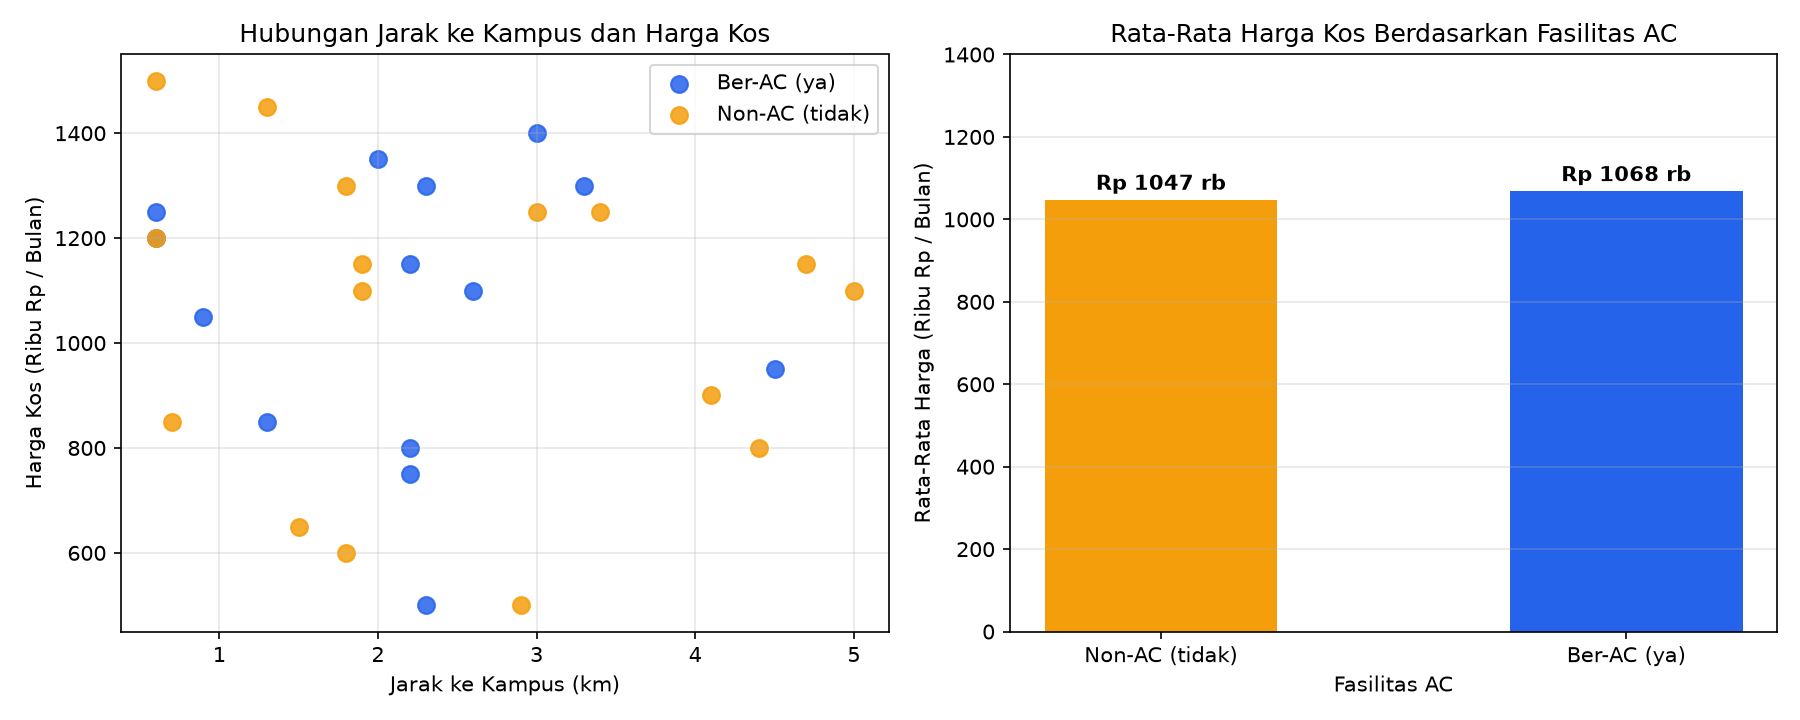 Hubungan Jarak ke Kampus dan Harga Kos
Ber-AC (ya)
Non-AC (tidak)
1400
1200
1000
800
600
Harga Kos (Ribu Rp / Bulan)
1 2 3 4 5
Jarak ke Kampus (km)
Rata-Rata Harga Kos Berdasarkan Fasilitas AC
1400
1200
1000
800
600
400
200
0
Rata-Rata Harga (Ribu Rp / Bulan)
Rp 1047 rb
Rp 1068 rb
Non-AC (tidak)
Ber-AC (ya)
Fasilitas AC